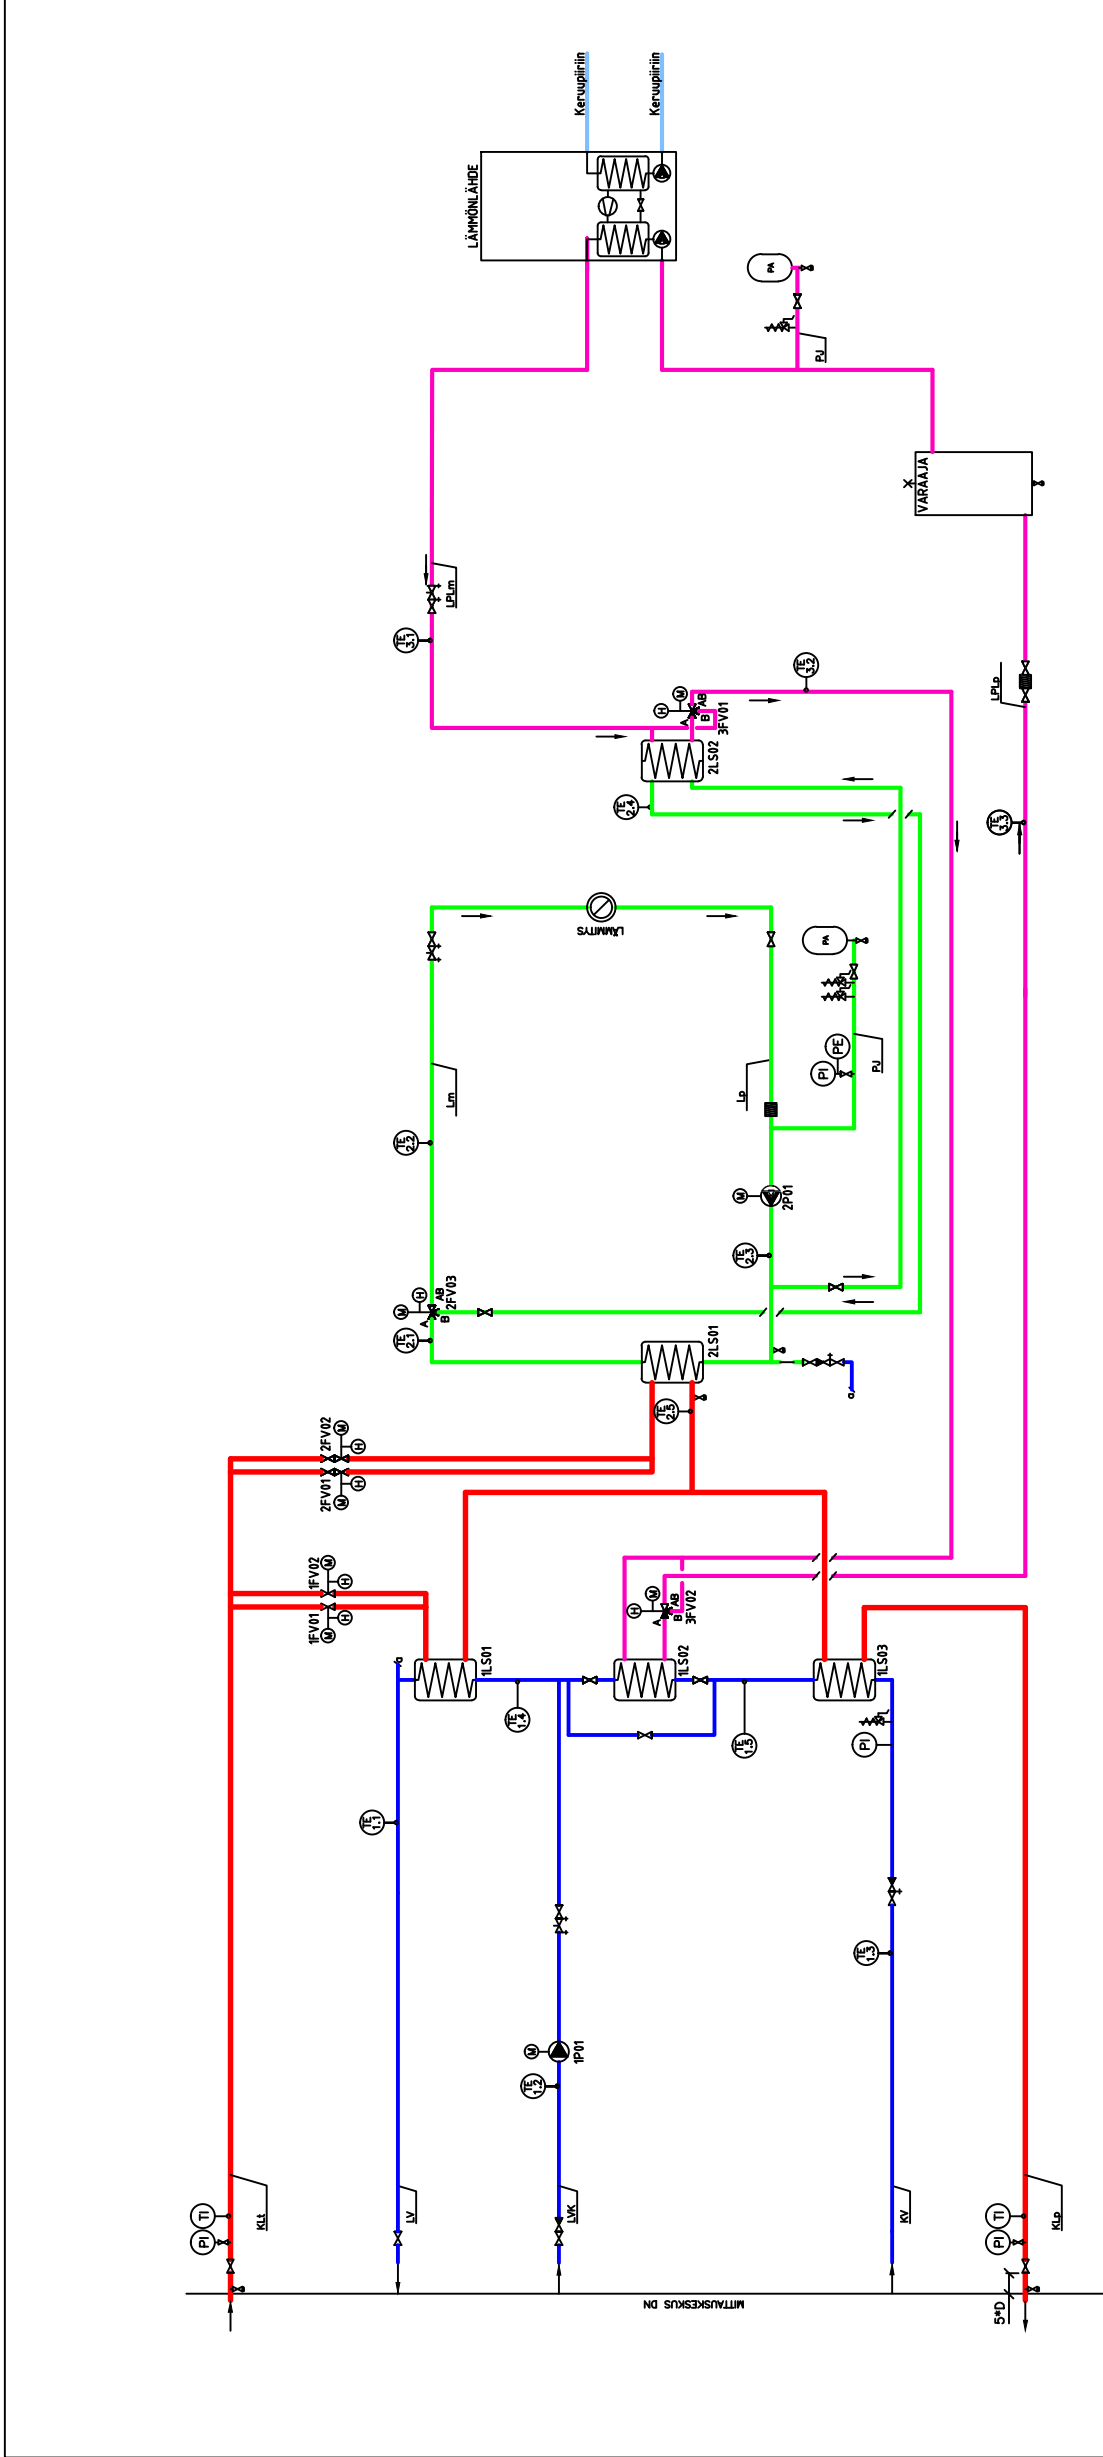 Keruupiiriin
Keruupiiriin
LÄMMÖNLÄHDE
PA
PJ
VARAAJA
LPLm
TE
3.1
TE
3.2
LPLp
H
M
A
AB
B
3FV01
2LS02
TE
2.4
TE
3.3
LÄMMITYS
PA
PE
PI
PJ
Lm
Lp
TE
2.2
M
2P01
TE
2.3
M
H
A
AB
B
2FV03
TE
2.1
2LS01
a
TE
2.5
2FV02
M
H
2FV01
M
H
1FV02
M
H
1FV01
M
H
H
M
A
AB
B
3FV02
a
1LS01
1LS02
1LS03
TE
1.4
TE
1.5
PI
TE
1.1
TE
1.3
M
1P01
TE
1.2
KLt
LV
LVK
KV
KLp
TI
PI
TI
PI
MITTAUSKESKUS DN
5*D